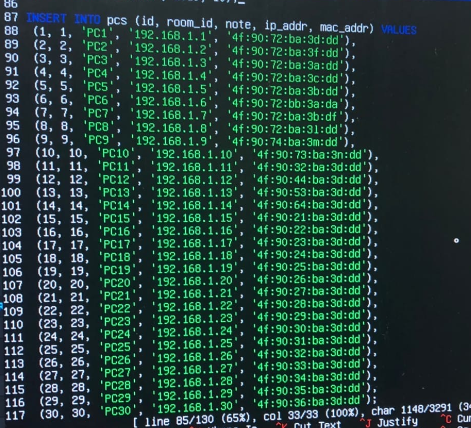 86
87 INSERT INTO pcs (id, room_id, note, ip_addr, mac_addr) VALUES
88 (1, 1, 'PC1', '192.168.1.1', '4f:90:72:ba:3d:dd'),
89 (2, 2, 'PC2', '192.168.1.2', '4f:90:72:ba:3f:dd'),
90 (3, 3, 'PC3', '192.168.1.3', '4f:90:72:ba:3d:da'),
91 (4, 4, 'PC4', '192.168.1.4', '4f:90:72:ba:3c:dd'),
92 (5, 5, 'PC5', '192.168.1.5', '4f:90:72:ba:3b:dd'),
93 (6, 6, 'PC6', '192.168.1.6', '4f:90:72:bb:3a:da'),
94 (7, 7, 'PC7', '192.168.1.7', '4f:90:72:ba:3b:df'),
95 (8, 8, 'PC8', '192.168.1.8', '4f:90:72:ba:31:dd'),
96 (9, 9, 'PC9', '192.168.1.9', '4f:90:74:ba:3m:dd'),
97 (10, 10, 'PC10', '192.168.1.10', '4f:90:73:ba:3n:dd'),
98 (11, 11, 'PC11', '192.168.1.11', '4f:90:32:ba:3d:dd'),
99 (12, 12, 'PC12', '192.168.1.12', '4f:90:44:ba:3d:dd'),
100 (13, 13, 'PC13', '192.168.1.13', '4f:90:53:ba:3d:dd'),
101 (14, 14, 'PC14', '192.168.1.14', '4f:90:64:ba:3d:dd'),
102 (15, 15, 'PC15', '192.168.1.15', '4f:90:21:ba:3d:dd'),
103 (16, 16, 'PC16', '192.168.1.16', '4f:90:22:ba:3d:dd'),
104 (17, 17, 'PC17', '192.168.1.17', '4f:90:23:ba:3d:dd'),
105 (18, 18, 'PC18', '192.168.1.18', '4f:90:24:ba:3d:dd'),
106 (19, 19, 'PC19', '192.168.1.19', '4f:90:25:ba:3d:dd'),
107 (20, 20, 'PC20', '192.168.1.20', '4f:90:26:ba:3d:dd'),
108 (21, 21, 'PC21', '192.168.1.21', '4f:90:27:ba:3d:dd'),
109 (22, 22, 'PC22', '192.168.1.22', '4f:90:28:ba:3d:dd'),
110 (23, 23, 'PC23', '192.168.1.23', '4f:90:29:ba:3d:dd'),
111 (24, 24, 'PC24', '192.168.1.24', '4f:90:30:ba:3d:dd'),
112 (25, 25, 'PC25', '192.168.1.25', '4f:90:31:ba:3d:dd'),
113 (26, 26, 'PC26', '192.168.1.26', '4f:90:32:ba:3d:dd'),
114 (27, 27, 'PC27', '192.168.1.27', '4f:90:33:ba:3d:dd'),
115 (28, 28, 'PC28', '192.168.1.28', '4f:90:34:ba:3d:dd'),
116 (29, 29, 'PC29', '192.168.1.29', '4f:90:35:ba:3d:dd'),
117 (30, 30, 'PC30', '192.168.1.30', '4f:90:36:ba:3d:dd'),
[ line 85/130 (65%), col 33/33 (100%), char 1148/3291 (34
^K Cut Text ^J Justify ^C Cur